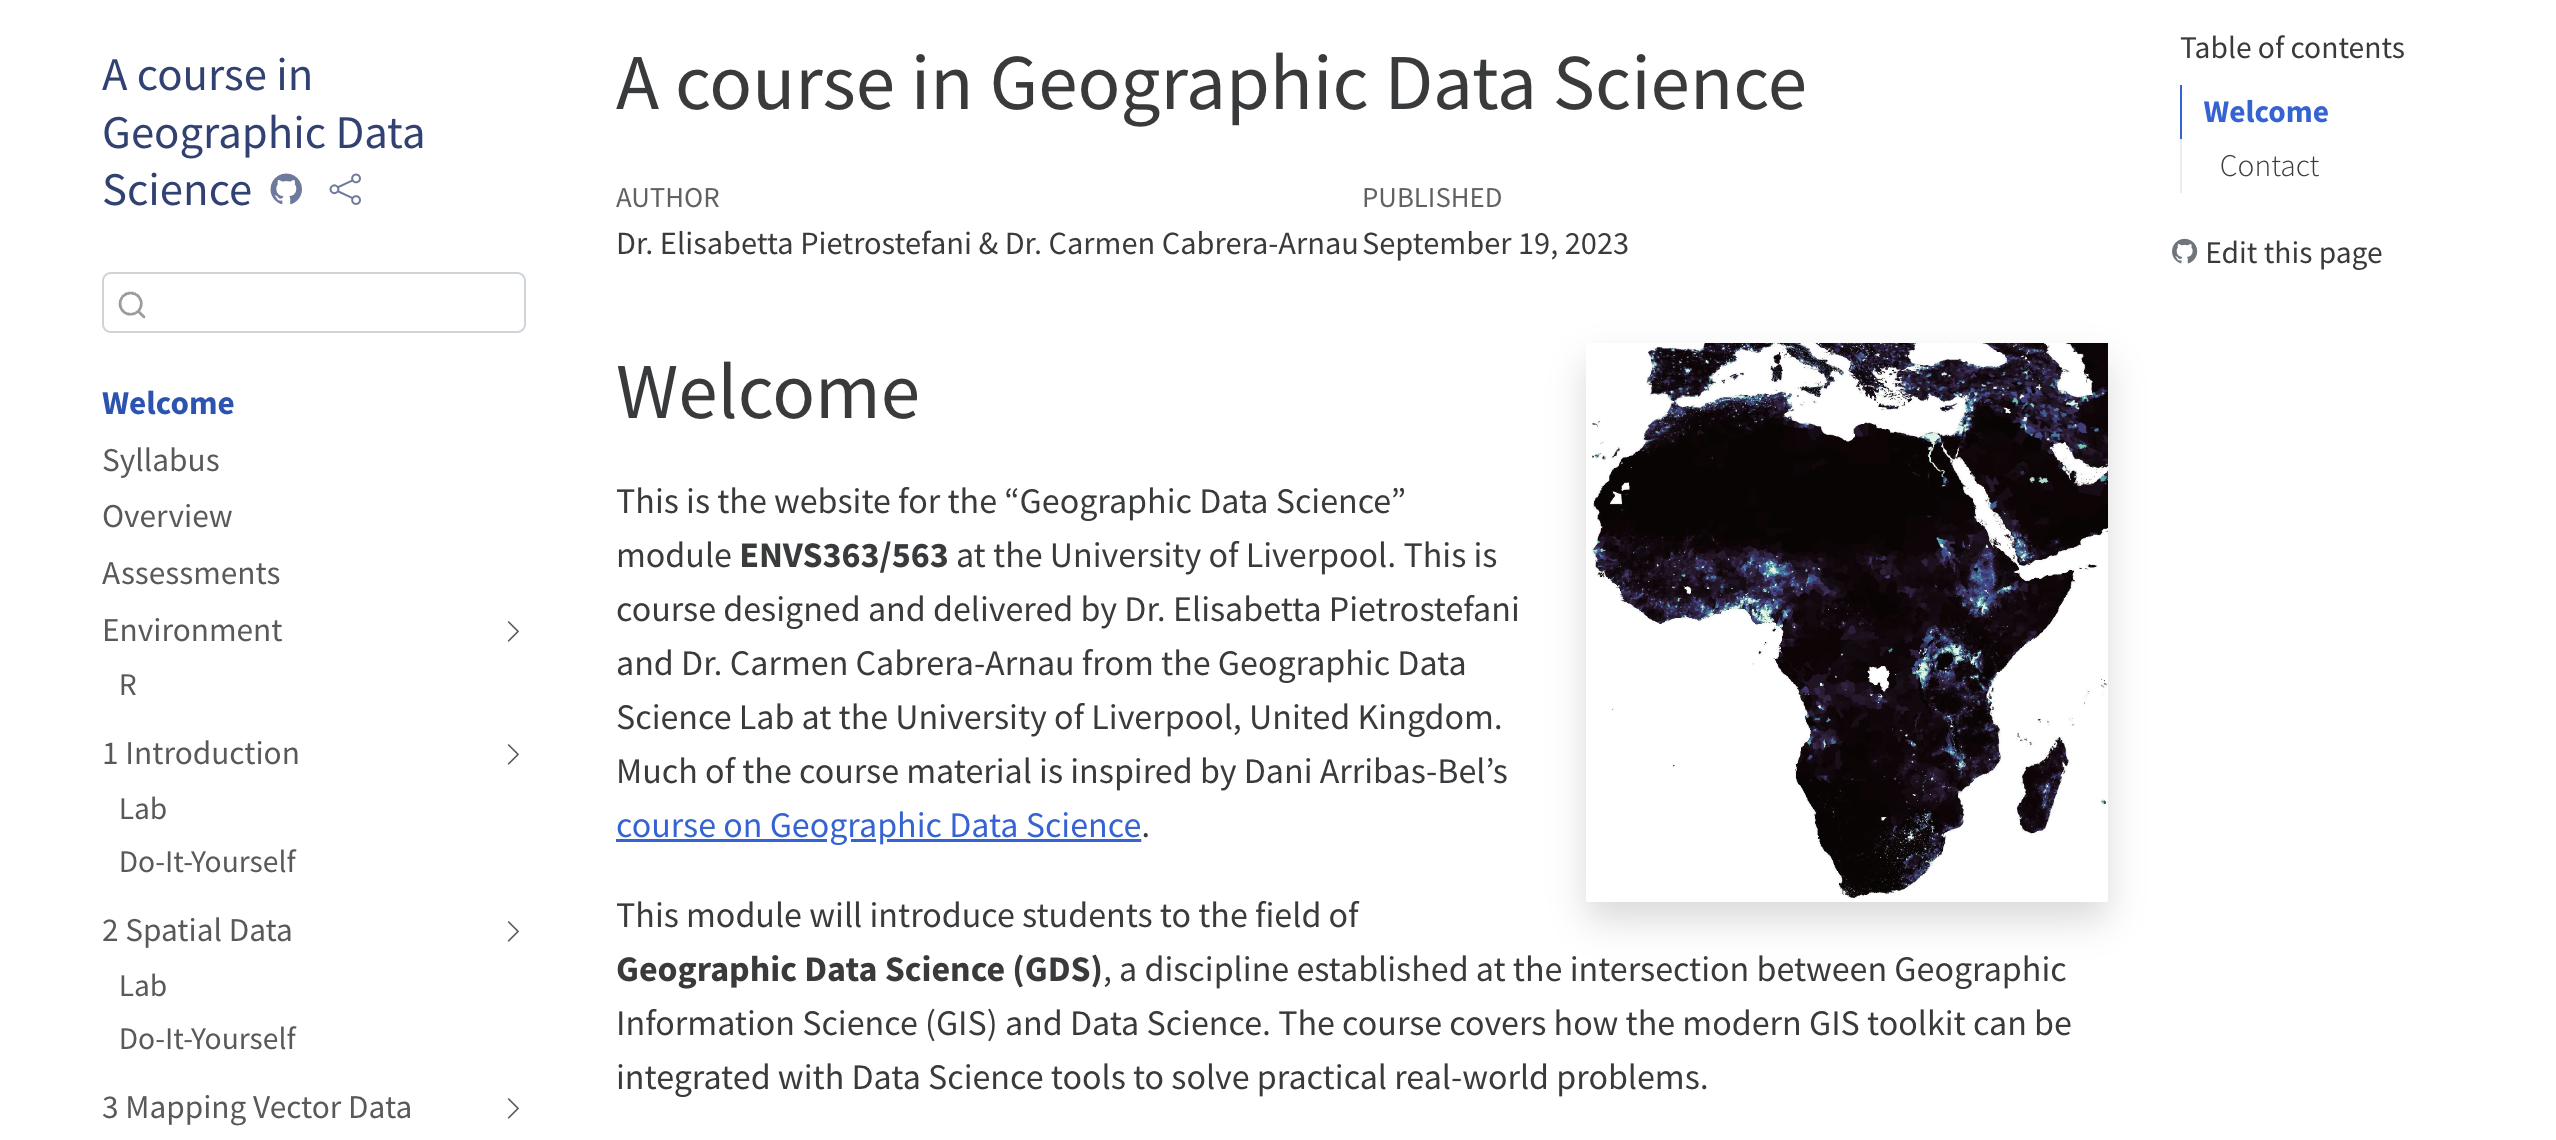 A course in
Geographic Data
Science
Welcome
Syllabus
Overview
Assessments
Environment
R
1 Introduction
Lab
Do-It-Yourself
2 Spatial Data
Lab
Do-It-Yourself
3 Mapping Vector Data
A course in Geographic Data Science
AUTHOR
Dr. Elisabetta Pietrostefani & Dr. Carmen Cabrera-Arnau
PUBLISHED
September 19, 2023
Welcome
This is the website for the “Geographic Data Science”
module ENVS363/563 at the University of Liverpool. This is
course designed and delivered by Dr. Elisabetta Pietrostefani
and Dr. Carmen Cabrera-Arnau from the Geographic Data
Science Lab at the University of Liverpool, United Kingdom.
Much of the course material is inspired by Dani Arribas-Bel’s
course on Geographic Data Science.
This module will introduce students to the field of
Geographic Data Science (GDS), a discipline established at the intersection between Geographic
Information Science (GIS) and Data Science. The course covers how the modern GIS toolkit can be
integrated with Data Science tools to solve practical real-world problems.
Table of contents
Welcome
Contact
Edit this page